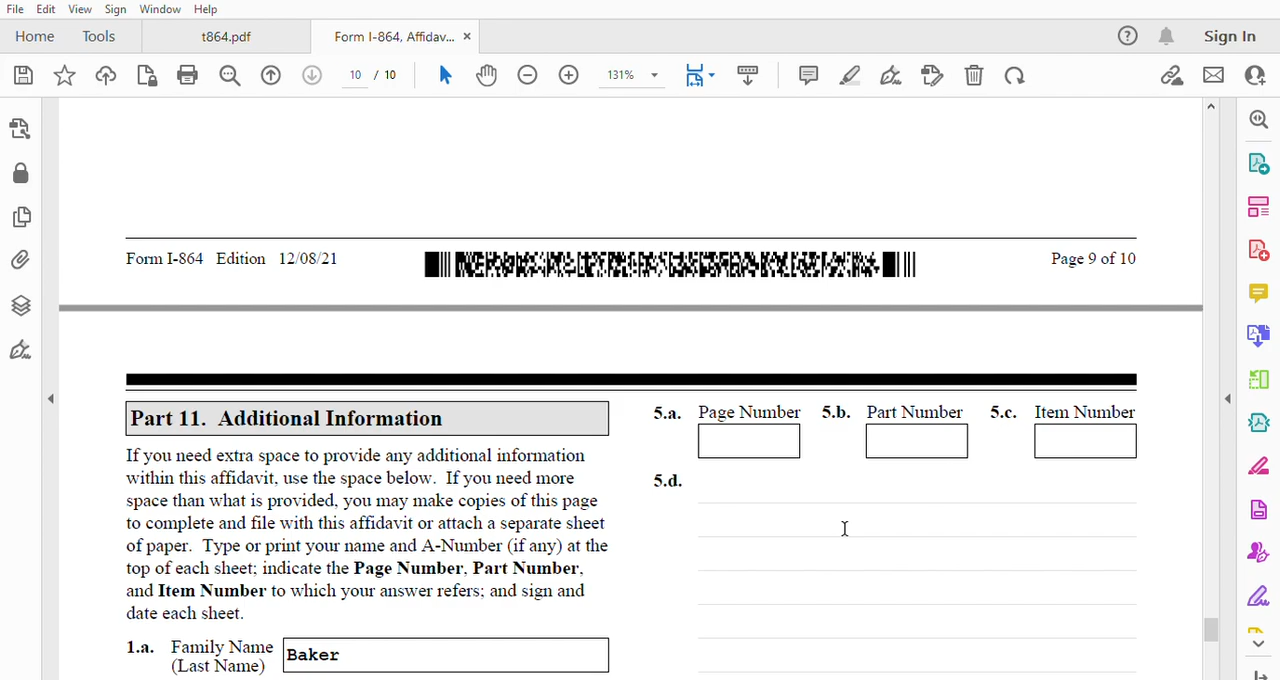 File Edit View Sign Window Help
Home Tools t864.pdf Form I-864, Affidav... × Sign In
10 / 10 131%
Form I-864 Edition 12/08/21 Page 9 of 10
Part 11. Additional Information
If you need extra space to provide any additional information
within this affidavit, use the space below. If you need more
space than what is provided, you may make copies of this page
to complete and file with this affidavit or attach a separate sheet
of paper. Type or print your name and A-Number (if any) at the
top of each sheet; indicate the Page Number, Part Number,
and Item Number to which your answer refers; and sign and
date each sheet.
1.a. Family Name
(Last Name)
Baker
5.a. Page Number 5.b. Part Number 5.c. Item Number
5.d.